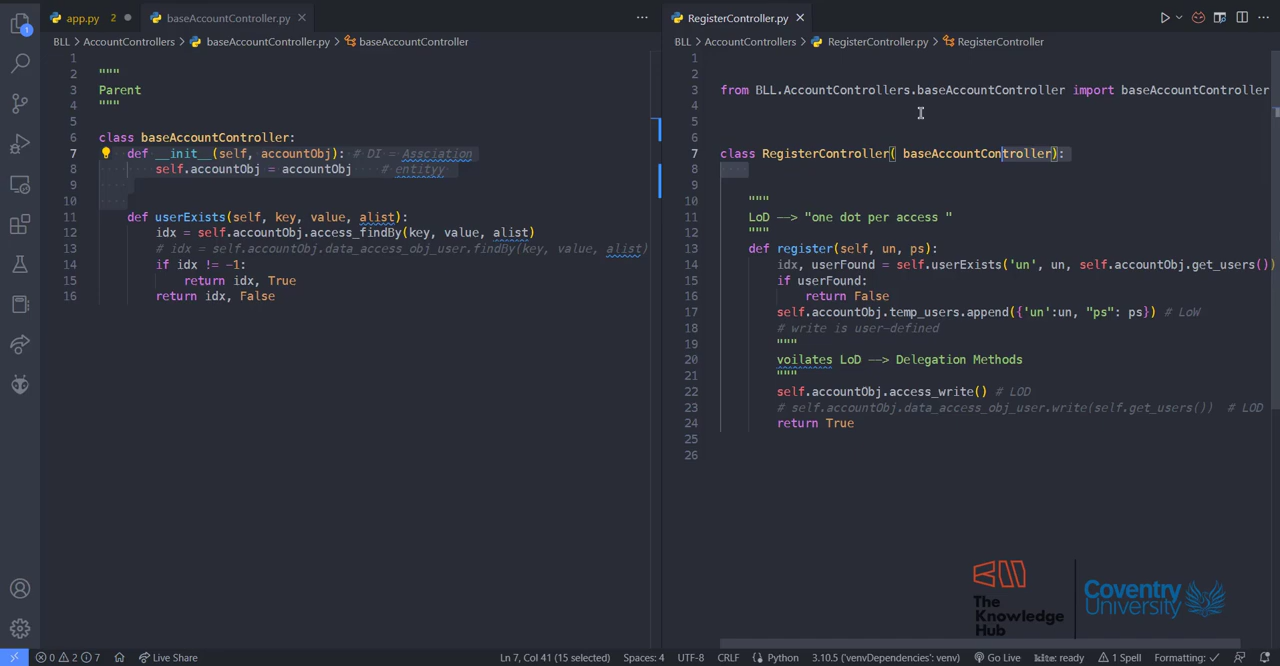 app.py 2
baseAccountController.py
RegisterController.py
BLL > AccountControllers > baseAccountController.py > baseAccountController
BLL > AccountControllers > RegisterController.py > RegisterController
1
2 """
3 Parent
4 """
5
6 class baseAccountController:
7 def __init__(self, accountObj): # DI = Assciation
8 self.accountObj = accountObj # entityy
9
10
11 def userExists(self, key, value, alist):
12 idx = self.accountObj.access_findBy(key, value, alist)
13 # idx = self.accountObj.data_access_obj_user.findBy(key, value, alist)
14 if idx != -1:
15 return idx, True
16 return idx, False
1
2
3 from BLL.AccountControllers.baseAccountController import baseAccountController
4
5
6
7 class RegisterController( baseAccountController):
8
9
10 """
11 LoD ––> "one dot per access "
12 """
13 def register(self, un, ps):
14 idx, userFound = self.userExists('un', un, self.accountObj.get_users())
15 if userFound:
16 return False
17 self.accountObj.temp_users.append({'un':un, "ps": ps}) # LoW
18 # write is user-defined
19 """
20 voilates LoD ––> Delegation Methods
21 """
22 self.accountObj.access_write() # LOD
23 # self.accountObj.data_access_obj_user.write(self.get_users()) # LOD
24 return True
25
26
The Knowledge Hub
Coventry University
1
0 2 7 Live Share Ln 7, Col 41 (15 selected) Spaces: 4 UTF-8 CRLF Python 3.10.5 ('venvDependencies': venv) Go Live kite: ready 1 Spell Formatting: ✓